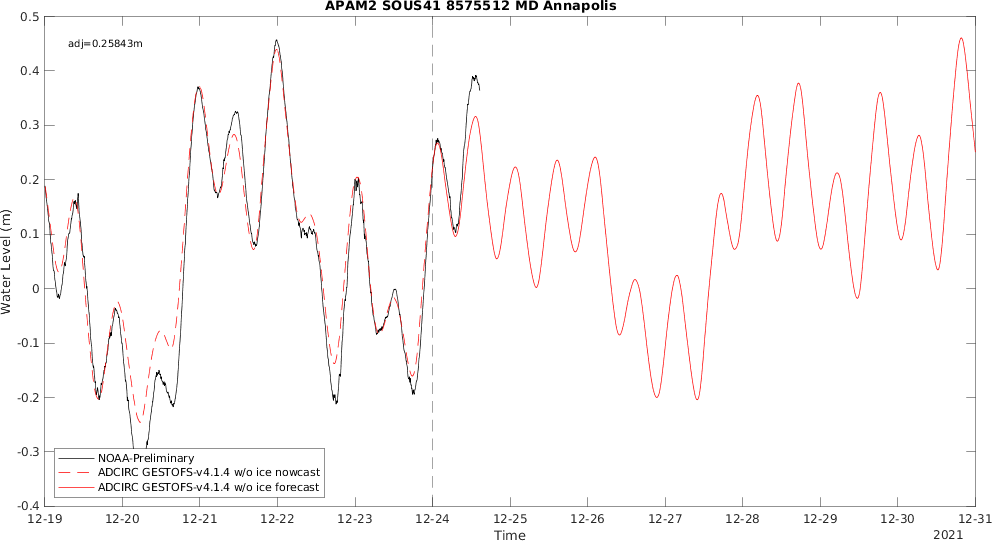 APAM2 SOUS41 8575512 MD Annapolis
adj=0.25843m
0.5
0.4
0.3
0.2
0.1
0
-0.1
-0.2
-0.3
-0.4
Water Level (m)
NOAA-Preliminary
ADCIRC GESTOFS-v4.1.4 w/o ice nowcast
ADCIRC GESTOFS-v4.1.4 w/o ice forecast
12-19 12-20 12-21 12-22 12-23 12-24 12-25 12-26 12-27 12-28 12-29 12-30 12-31
Time
2021